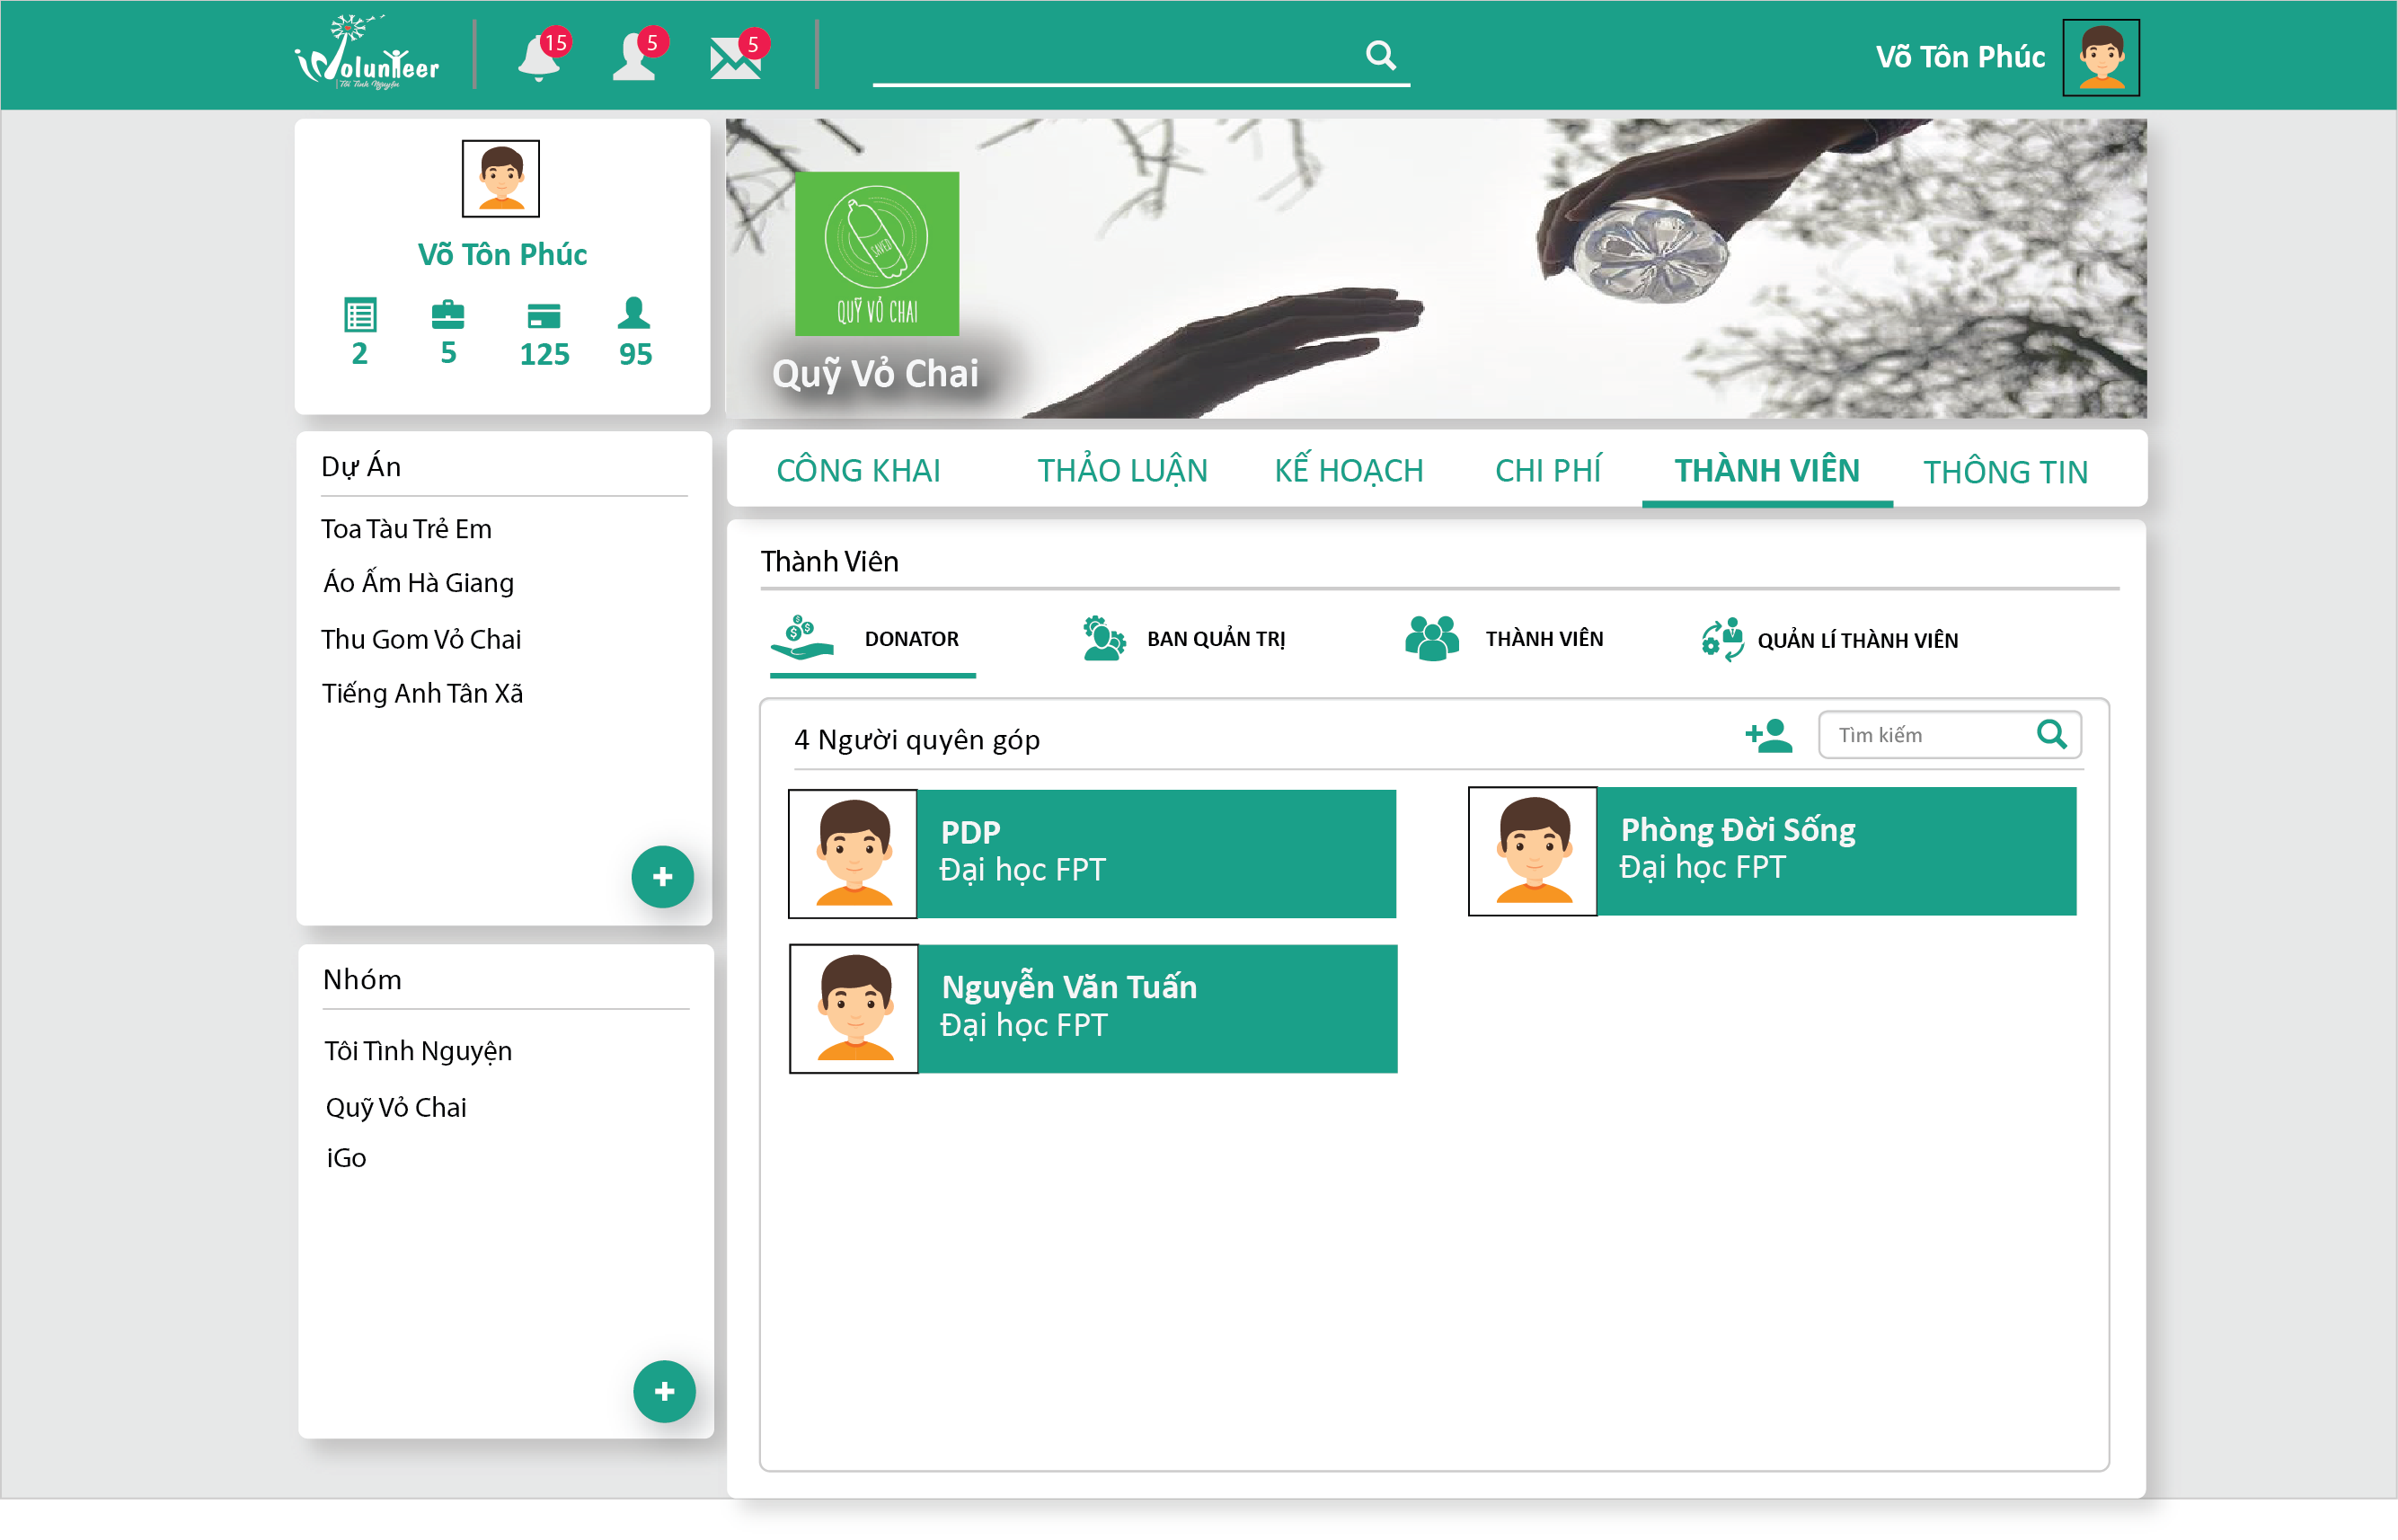 Volunteer
Tôi Tình Nguyện
15
5
5
Võ Tôn Phúc
Võ Tôn Phúc
2
5
125
95
SAVED
QUỸ VỎ CHAI
Quỹ Vỏ Chai
CÔNG KHAI
THẢO LUẬN
KẾ HOẠCH
CHI PHÍ
THÀNH VIÊN
THÔNG TIN
Dự Án
Toa Tàu Trẻ Em
Áo Ấm Hà Giang
Thu Gom Vỏ Chai
Tiếng Anh Tân Xã
Nhóm
Tôi Tình Nguyện
Quỹ Vỏ Chai
iGo
Thành Viên
DONATOR
BAN QUẢN TRỊ
THÀNH VIÊN
QUẢN LÍ THÀNH VIÊN
4 Người quyên góp
Tìm kiếm
PDP
Đại học FPT
Phòng Đời Sống
Đại học FPT
Nguyễn Văn Tuấn
Đại học FPT